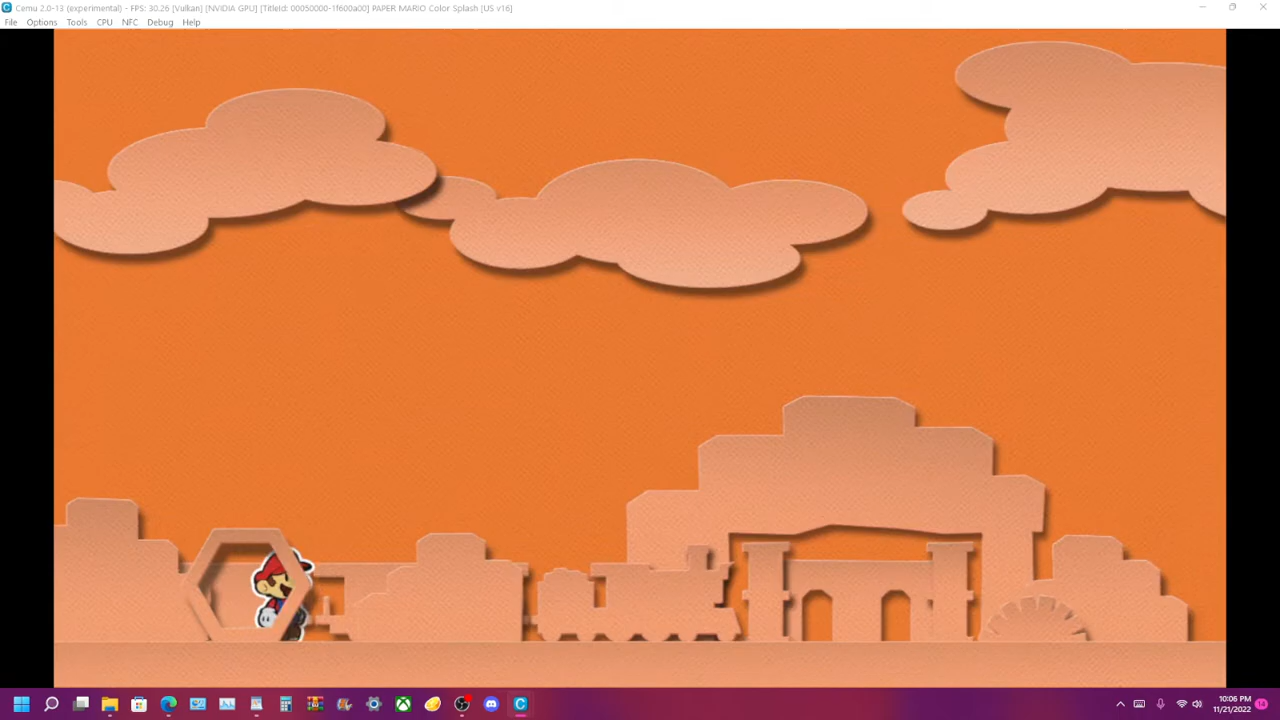 Cemu 2.0-13 (experimental) - FPS: 30.26 [Vulkan] [NVIDIA GPU] [TitleId: 00050000-1f600a00] PAPER MARIO Color Splash [US v16]
File Options Tools CPU NFC Debug Help
10:06 PM
11/21/2022
14